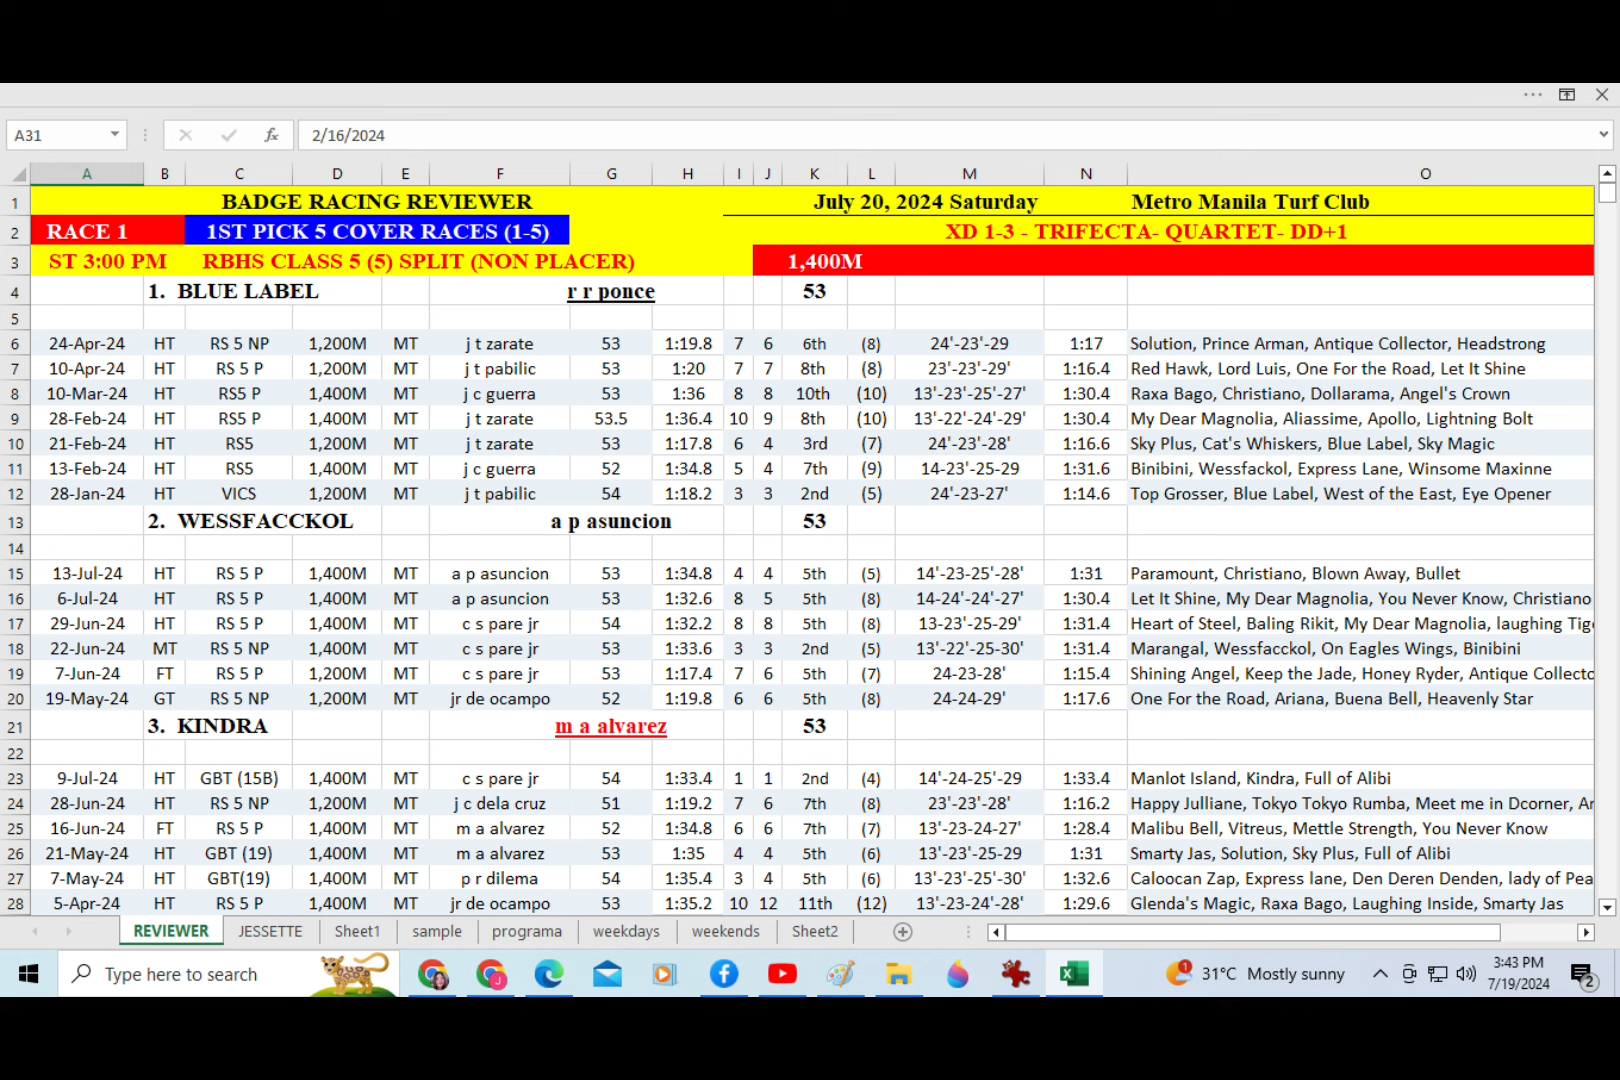 A31 fx 2/16/2024
A B C D E F G H I J K L M N O
1 BADGE RACING REVIEWER July 20, 2024 Saturday Metro Manila Turf Club
2 RACE 1 1ST PICK 5 COVER RACES (1-5) XD 1-3 - TRIFECTA- QUARTET- DD+1
3 ST 3:00 PM RBHS CLASS 5 (5) SPLIT (NON PLACER) 1,400M
4 1. BLUE LABEL r r ponce 53
5
6 24-Apr-24 HT RS 5 NP 1,200M MT j t zarate 53 1:19.8 7 6 6th (8) 24'-23'-29 1:17 Solution, Prince Arman, Antique Collector, Headstrong
7 10-Apr-24 HT RS 5 P 1,200M MT j t pabilic 53 1:20 7 7 8th (8) 23'-23'-29' 1:16.4 Red Hawk, Lord Luis, One For the Road, Let It Shine
8 10-Mar-24 HT RS5 P 1,400M MT j c guerra 53 1:36 8 8 10th (10) 13'-23'-25'-27' 1:30.4 Raxa Bago, Christiano, Dollarama, Angel's Crown
9 28-Feb-24 HT RS5 P 1,400M MT j t zarate 53.5 1:36.4 10 9 8th (10) 13'-22'-24'-29' 1:30.4 My Dear Magnolia, Aliassime, Apollo, Lightning Bolt
10 21-Feb-24 HT RS5 1,200M MT j t zarate 53 1:17.8 6 4 3rd (7) 24'-23'-28' 1:16.6 Sky Plus, Cat's Whiskers, Blue Label, Sky Magic
11 13-Feb-24 HT RS5 1,400M MT j c guerra 52 1:34.8 5 4 7th (9) 14-23'-25-29 1:31.6 Binibini, Wessfackol, Express Lane, Winsome Maxinne
12 28-Jan-24 HT VICS 1,200M MT j t pabilic 54 1:18.2 3 3 2nd (5) 24'-23-27' 1:14.6 Top Grosser, Blue Label, West of the East, Eye Opener
13 2. WESSFACCKOL a p asuncion 53
14
15 13-Jul-24 HT RS 5 P 1,400M MT a p asuncion 53 1:34.8 4 4 5th (5) 14'-23-25'-28' 1:31 Paramount, Christiano, Blown Away, Bullet
16 6-Jul-24 HT RS 5 P 1,400M MT a p asuncion 53 1:32.6 8 5 5th (8) 14-24'-24'-27' 1:30.4 Let It Shine, My Dear Magnolia, You Never Know, Christiano
17 29-Jun-24 HT RS 5 P 1,400M MT c s pare jr 54 1:32.2 8 8 5th (8) 13-23'-25-29' 1:31.4 Heart of Steel, Baling Rikit, My Dear Magnolia, laughing Tig
18 22-Jun-24 MT RS 5 NP 1,400M MT c s pare jr 53 1:33.6 3 3 2nd (5) 13'-22'-25-30' 1:31.4 Marangal, Wessfacckol, On Eagles Wings, Binibini
19 7-Jun-24 FT RS 5 P 1,200M MT c s pare jr 53 1:17.4 7 6 5th (7) 24-23-28' 1:15.4 Shining Angel, Keep the Jade, Honey Ryder, Antique Collecto
20 19-May-24 GT RS 5 NP 1,200M MT jr de ocampo 52 1:19.8 6 6 5th (8) 24-24-29' 1:17.6 One For the Road, Ariana, Buena Bell, Heavenly Star
21 3. KINDRA m a alvarez 53
22
23 9-Jul-24 HT GBT (15B) 1,400M MT c s pare jr 54 1:33.4 1 1 2nd (4) 14'-24-25'-29 1:33.4 Manlot Island, Kindra, Full of Alibi
24 28-Jun-24 HT RS 5 NP 1,200M MT j c dela cruz 51 1:19.2 7 6 7th (8) 23'-23'-28' 1:16.2 Happy Julliane, Tokyo Tokyo Rumba, Meet me in Dcorner, Ar
25 16-Jun-24 FT RS 5 P 1,400M MT m a alvarez 52 1:34.8 6 6 7th (7) 13'-23-24-27' 1:28.4 Malibu Bell, Vitreus, Mettle Strength, You Never Know
26 21-May-24 HT GBT (19) 1,400M MT m a alvarez 53 1:35 4 4 5th (6) 13'-23'-25-29 1:31 Smarty Jas, Solution, Sky Plus, Full of Alibi
27 7-May-24 HT GBT(19) 1,400M MT p r dilema 54 1:35.4 3 4 5th (6) 13'-23'-25'-30' 1:32.6 Caloocan Zap, Express lane, Den Deren Denden, lady of Pea
28 5-Apr-24 HT RS 5 P 1,400M MT jr de ocampo 53 1:35.2 10 12 11th (12) 13'-23-24'-28' 1:29.6 Glenda's Magic, Raxa Bago, Laughing Inside, Smarty Jas
REVIEWER JESSETTE Sheet1 sample programa weekdays weekends Sheet2
Type here to search 1 31°C Mostly sunny 3:43 PM
7/19/2024 2